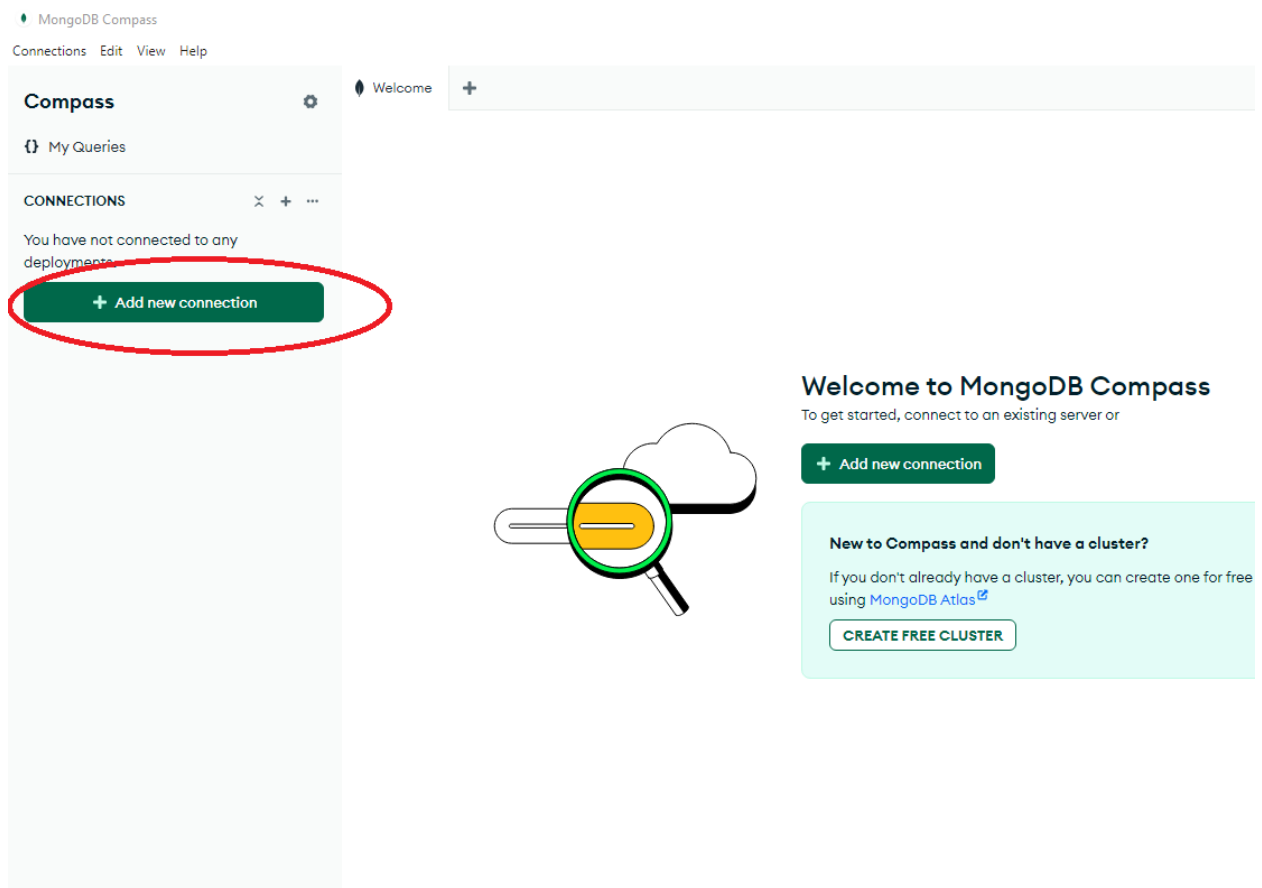 MongoDB Compass
Connections Edit View Help
Compass
Welcome
{} My Queries
CONNECTIONS
You have not connected to any
deployments
+ Add new connection
Welcome to MongoDB Compass
To get started, connect to an existing server or
+ Add new connection
New to Compass and don't have a cluster?
If you don't already have a cluster, you can create one for free
using MongoDB Atlas
CREATE FREE CLUSTER